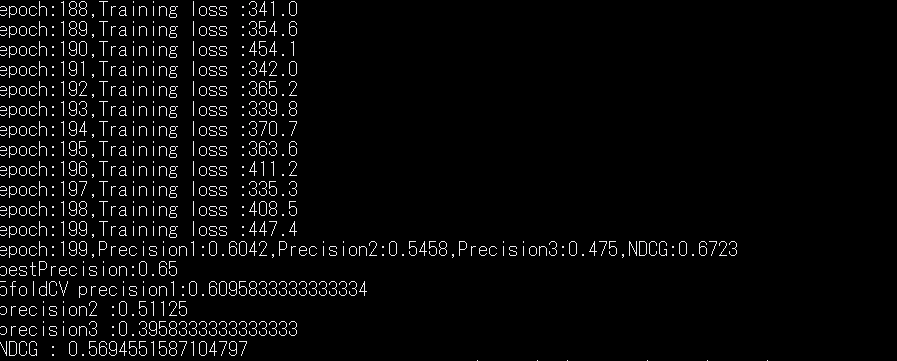 epoch:188,Training loss :341.0
epoch:189,Training loss :354.6
epoch:190,Training loss :454.1
epoch:191,Training loss :342.0
epoch:192,Training loss :365.2
epoch:193,Training loss :339.8
epoch:194,Training loss :370.7
epoch:195,Training loss :363.6
epoch:196,Training loss :411.2
epoch:197,Training loss :335.3
epoch:198,Training loss :408.5
epoch:199,Training loss :447.4
epoch:199,Precision1:0.6042,Precision2:0.5458,Precision3:0.475,NDCG:0.6723
bestPrecision:0.65
5foldCV precision1:0.6095833333333334
precision2 :0.51125
precision3 :0.3958333333333333
NDCG : 0.5694551587104797